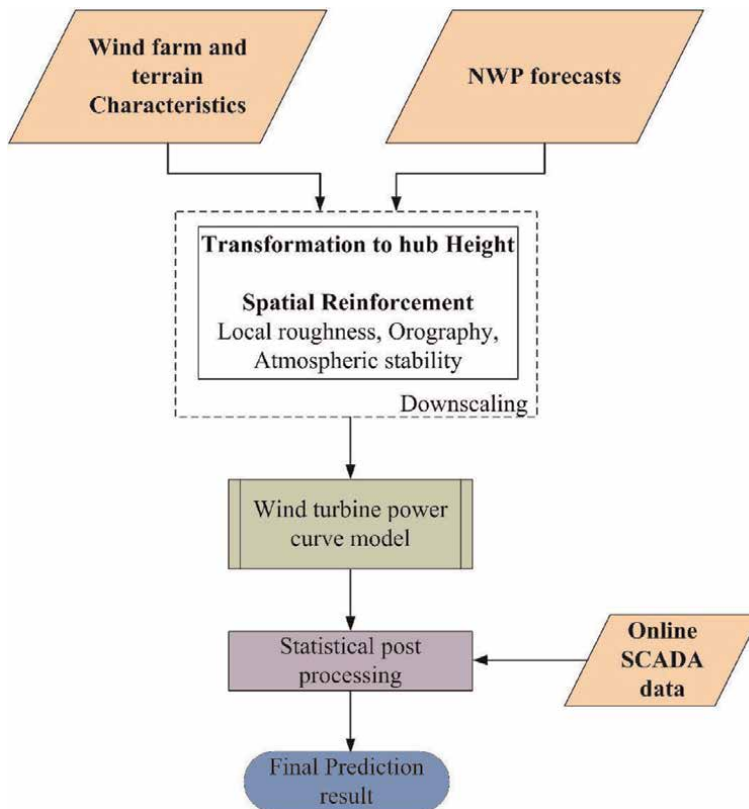 Wind farm and
terrain
Characteristics
NWP forecasts
Transformation to hub Height
Spatial Reinforcement
Local roughness, Orography,
Atmospheric stability
Downscaling
Wind turbine power
curve model
Statistical post
processing
Online
SCADA
data
Final Prediction
result